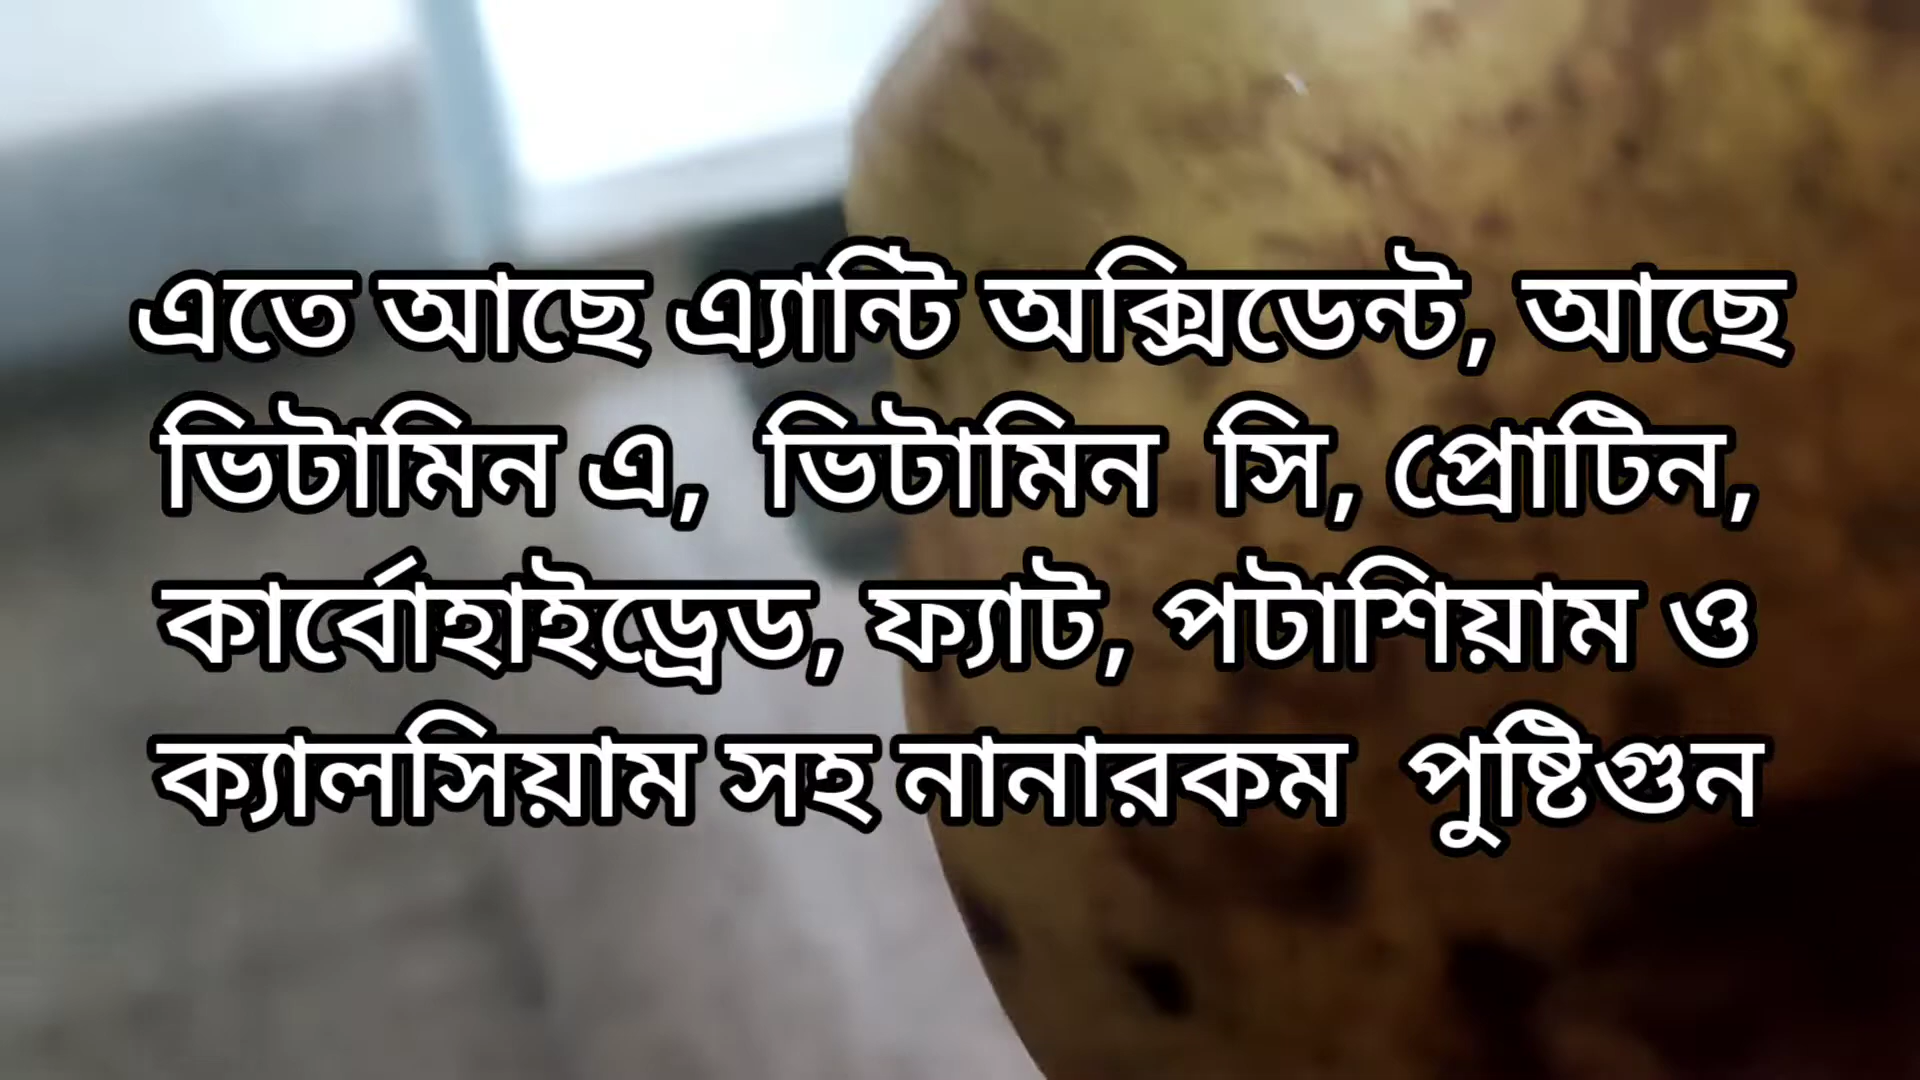 এতে আছে এ্যান্টি অক্সিডেন্ট, আছে
ভিটামিন এ, ভিটামিন সি, প্রোটিন,
কার্বোহাইড্রেড, ফ্যাট, পটাশিয়াম ও
ক্যালসিয়াম সহ নানারকম পুষ্টিগুন